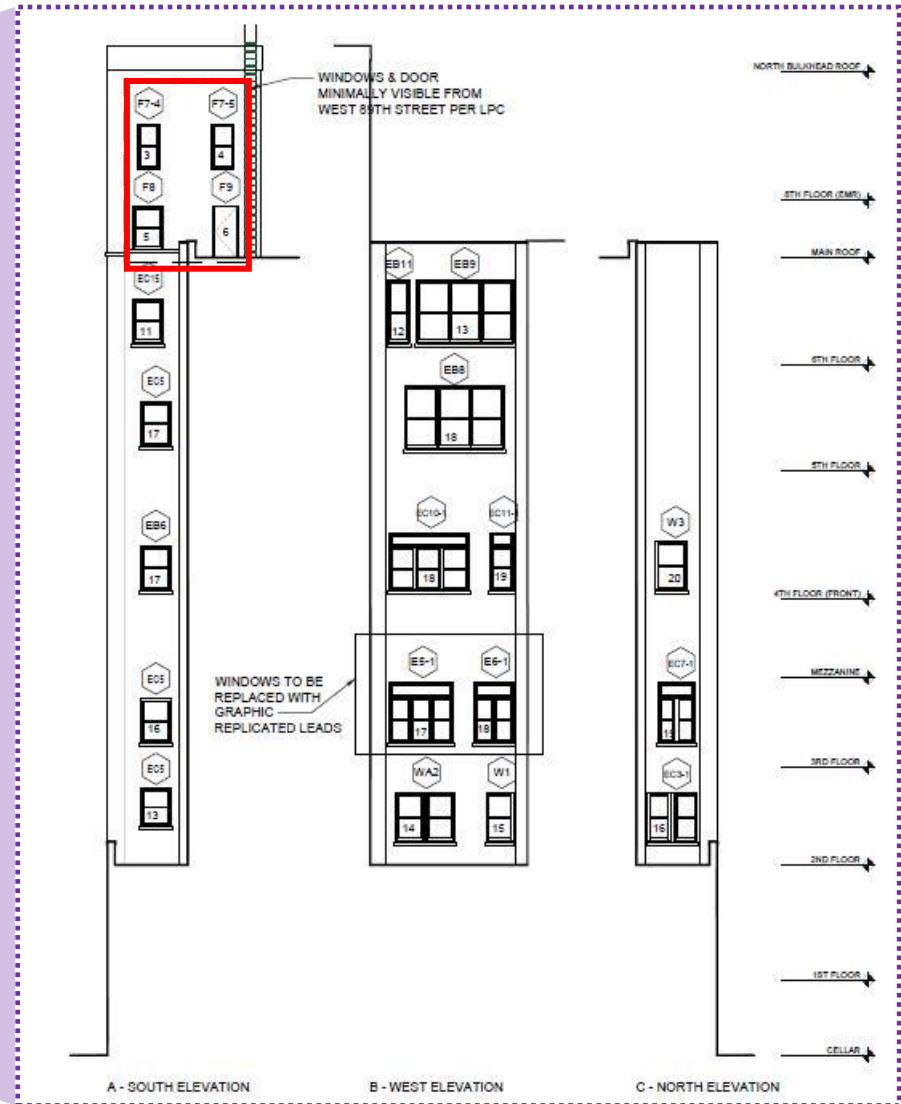 NORTH BULKHEAD ROOF
WINDOWS & DOOR
MINIMALLY VISIBLE FROM
WEST 89TH STREET PER LPC
F7-4
F7-5
3
4
F8
F9
5
6
8TH FLOOR (EMR)
MAIN ROOF
EC15
EB11
EB9
11
12
13
6TH FLOOR
EC5
EB8
17
18
5TH FLOOR
EB6
EC10-1
W3
17
18
19
20
4TH FLOOR (FRONT)
EC5
E5-1
E6-1
EC7-1
MEZZANINE
WINDOWS TO BE
REPLACED WITH
GRAPHIC
REPLICATED LEADS
16
17
18
3RD FLOOR
EC5
WA2
W1
EC3-1
13
14
15
16
2ND FLOOR
1ST FLOOR
CELLAR
A - SOUTH ELEVATION
B - WEST ELEVATION
C - NORTH ELEVATION